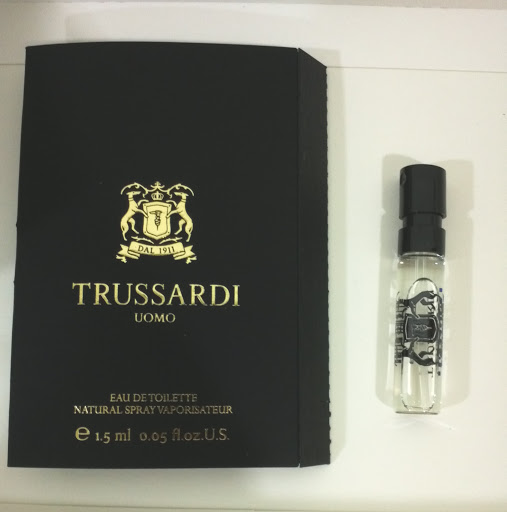 DAL 1911
TRUSSARDI
UOMO
EAU DE TOILETTE
NATURAL SPRAY VAPORISATEUR
℮ 1.5 ml 0.05 fl.oz.U.S.